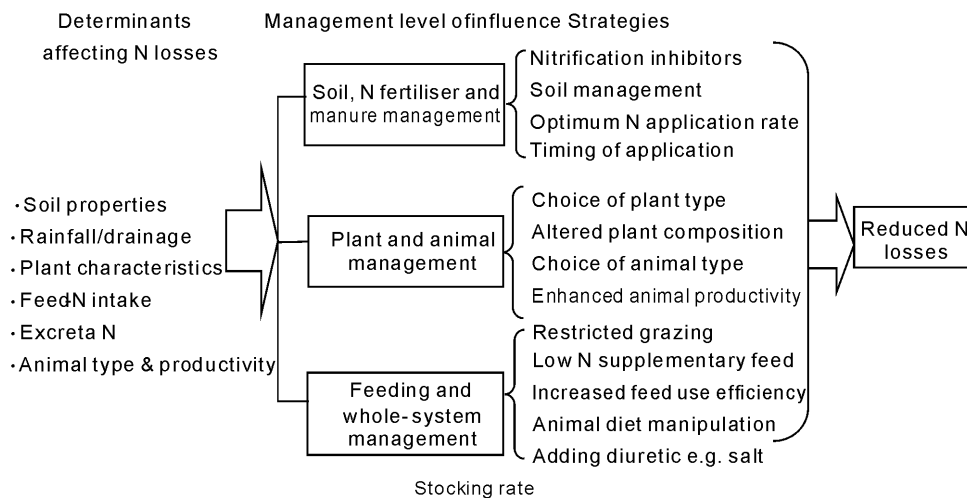 Determinants
affecting N losses
Management level ofinfluence Strategies
· Soil properties
· Rainfall/drainage
· Plant characteristics
· Feed-N intake
· Excreta N
· Animal type & productivity
Soil, N fertiliser and
manure management
Nitrification inhibitors
Soil management
Optimum N application rate
Timing of application
Plant and animal
management
Choice of plant type
Altered plant composition
Choice of animal type
Enhanced animal productivity
Feeding and
whole-system
management
Restricted grazing
Low N supplementary feed
Increased feed use efficiency
Animal diet manipulation
Adding diuretic e.g. salt
Stocking rate
Reduced N
losses